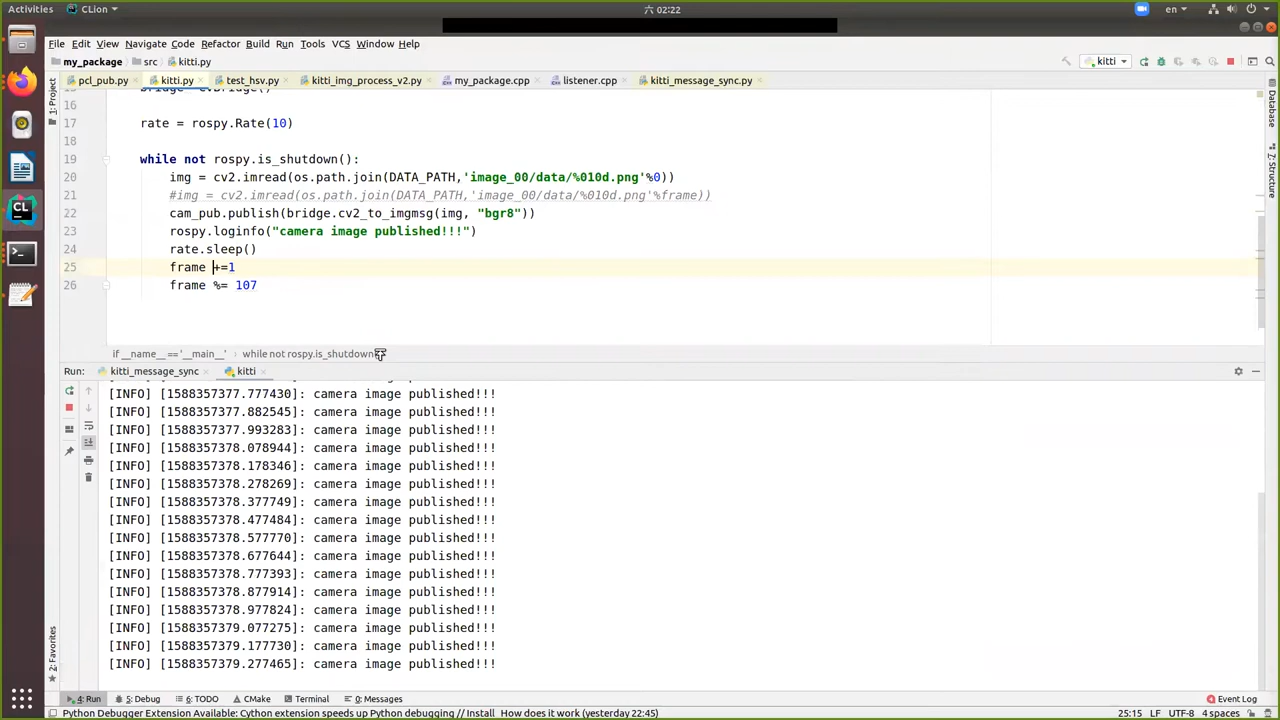 Activities CLion 六 02:22 en
File Edit View Navigate Code Refactor Build Run Tools VCS Window Help
my_package src kitti.py kitti
pcl_pub.py kitti.py test_hsv.py kitti_img_process_v2.py my_package.cpp listener.cpp kitti_message_sync.py
16
17 rate = rospy.Rate(10)
18
19 while not rospy.is_shutdown():
20 img = cv2.imread(os.path.join(DATA_PATH,'image_00/data/%010d.png'%0))
21 #img = cv2.imread(os.path.join(DATA_PATH,'image_00/data/%010d.png'%frame))
22 cam_pub.publish(bridge.cv2_to_imgmsg(img, "bgr8"))
23 rospy.loginfo("camera image published!!!")
24 rate.sleep()
25 frame +=1
26 frame %= 107
if __name__ == '__main__' › while not rospy.is_shutdown
Run: kitti_message_sync kitti
[INFO] [1588357377.777430]: camera image published!!!
[INFO] [1588357377.882545]: camera image published!!!
[INFO] [1588357377.993283]: camera image published!!!
[INFO] [1588357378.078944]: camera image published!!!
[INFO] [1588357378.178346]: camera image published!!!
[INFO] [1588357378.278269]: camera image published!!!
[INFO] [1588357378.377749]: camera image published!!!
[INFO] [1588357378.477484]: camera image published!!!
[INFO] [1588357378.577770]: camera image published!!!
[INFO] [1588357378.677644]: camera image published!!!
[INFO] [1588357378.777393]: camera image published!!!
[INFO] [1588357378.877914]: camera image published!!!
[INFO] [1588357378.977824]: camera image published!!!
[INFO] [1588357379.077275]: camera image published!!!
[INFO] [1588357379.177730]: camera image published!!!
[INFO] [1588357379.277465]: camera image published!!!
1: Project
Database
Z: Structure
2: Favorites
4: Run 5: Debug 6: TODO CMake Terminal 0: Messages Event Log
Python Debugger Extension Available: Cython extension speeds up Python debugging // Install How does it work (yesterday 22:45) 25:15 LF UTF-8 4 spaces